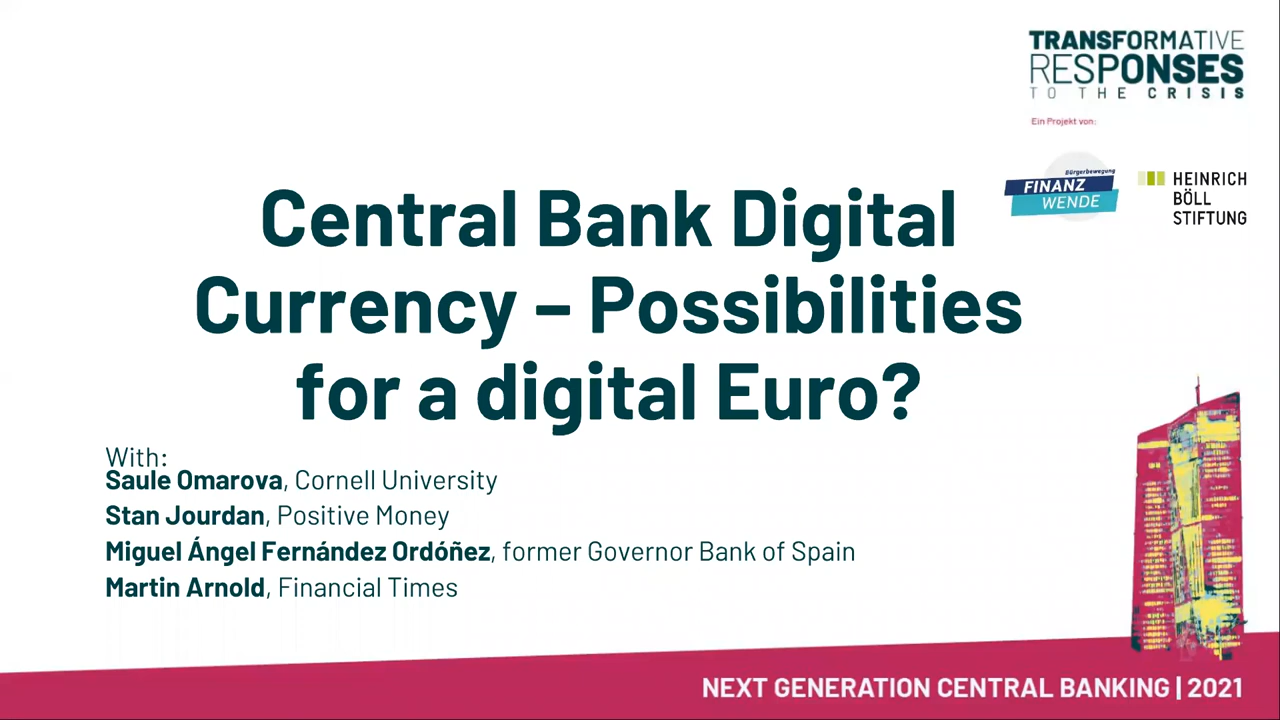 TRANSFORMATIVE
RESPONSES
TO THE CRISIS
Ein Projekt von:
Bürgerbewegung
FINANZ
WENDE
HEINRICH
BÖLL
STIFTUNG
Central Bank Digital
Currency – Possibilities
for a digital Euro?
With:
Saule Omarova, Cornell University
Stan Jourdan, Positive Money
Miguel Ángel Fernández Ordóñez, former Governor Bank of Spain
Martin Arnold, Financial Times
NEXT GENERATION CENTRAL BANKING | 2021